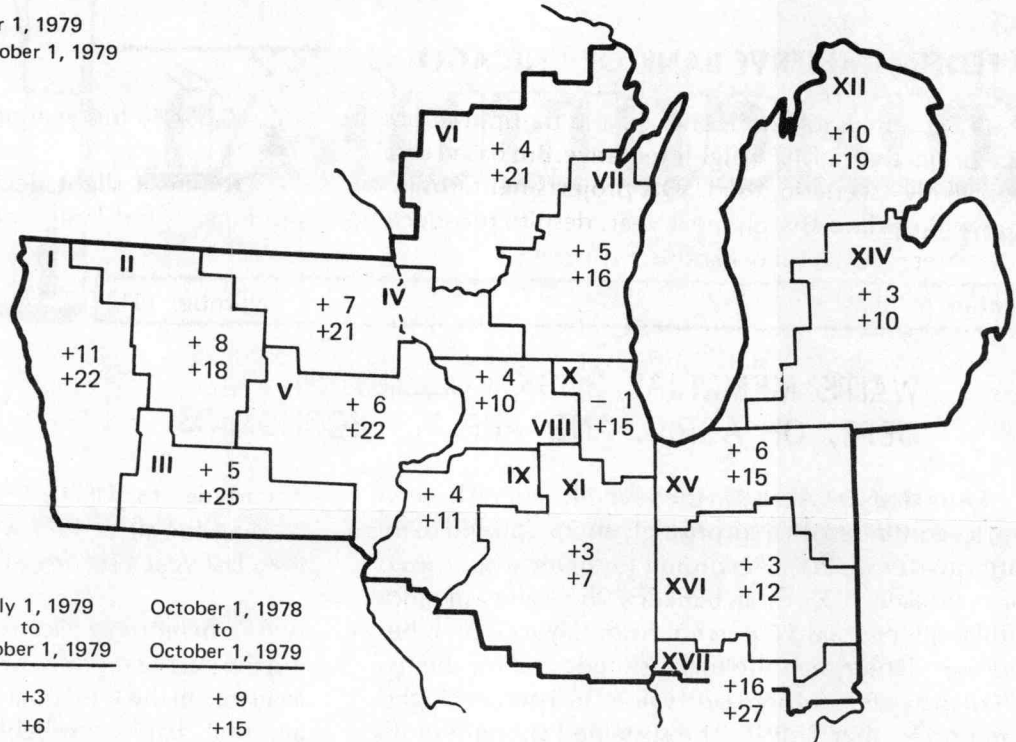 r 1, 1979
ober 1, 1979
XII
+10
+19
VI
+ 4
+21
VII
XIV
+ 3
+10
I
II
+ 5
+16
IV
+ 7
+21
+ 8
+18
+11
+22
V
+ 6
+22
+ 4
+10
X
VIII
+15
+ 6
+15
III
+ 5
+25
IX
XI
XV
+ 4
+11
+3
+7
XVI
+ 3
+12
XVII
+16
+27
ly 1, 1979 October 1, 1978
to to
ober 1, 1979 October 1, 1979
+3 + 9
+6 +15